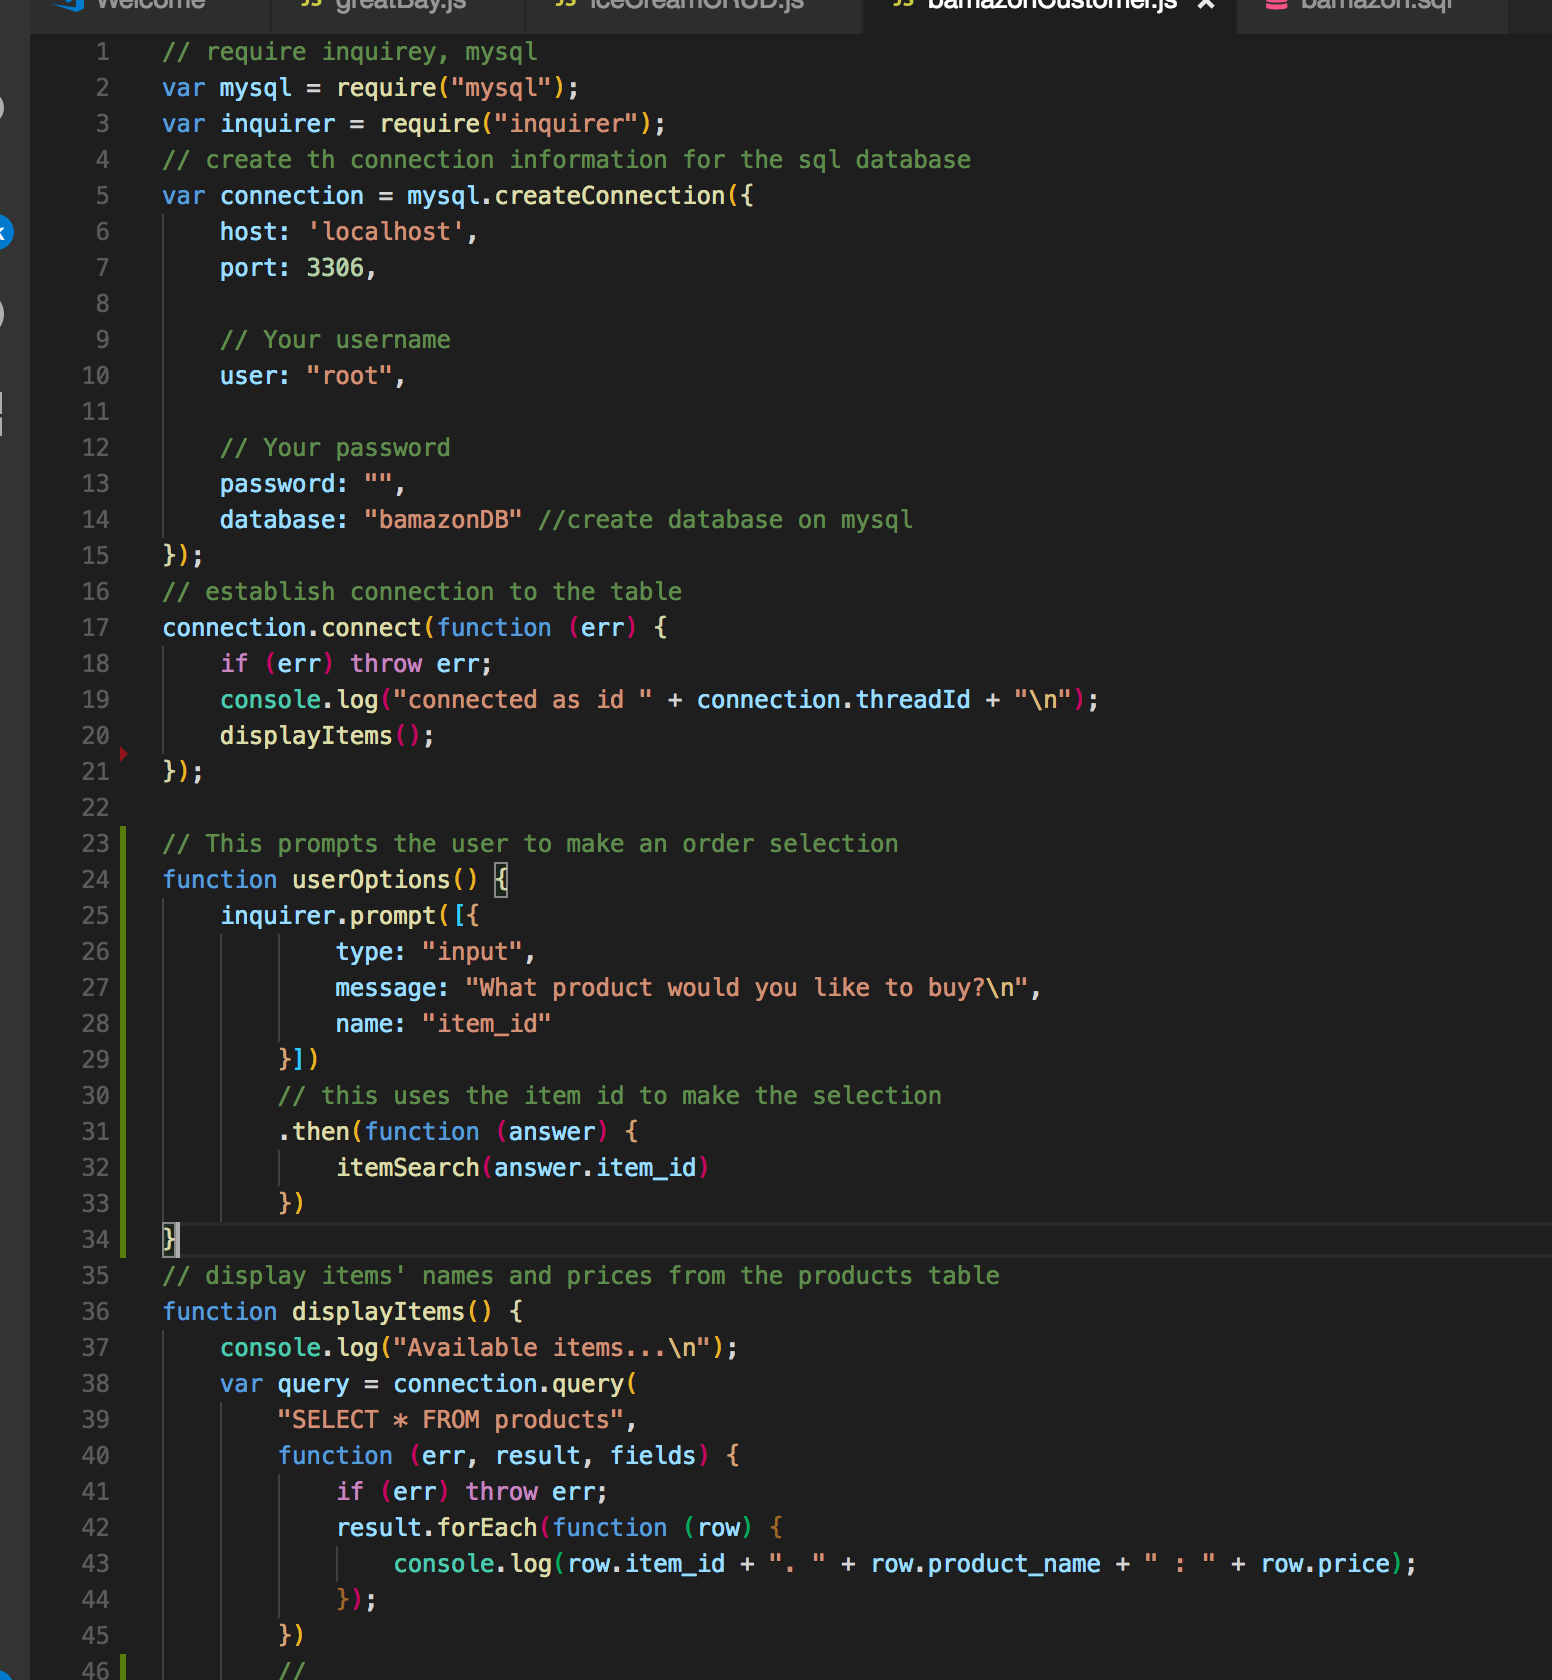 Welcome JS greatBay.js JS iceCreamCRUD.js JS bamazonCustomer.js × bamazon.sql
1 // require inquirey, mysql
2 var mysql = require("mysql");
3 var inquirer = require("inquirer");
4 // create th connection information for the sql database
5 var connection = mysql.createConnection({
6 host: 'localhost',
7 port: 3306,
8
9 // Your username
10 user: "root",
11
12 // Your password
13 password: "",
14 database: "bamazonDB" //create database on mysql
15 });
16 // establish connection to the table
17 connection.connect(function (err) {
18 if (err) throw err;
19 console.log("connected as id " + connection.threadId + "\n");
20 displayItems();
21 });
22
23 // This prompts the user to make an order selection
24 function userOptions() {
25 inquirer.prompt([{
26 type: "input",
27 message: "What product would you like to buy?\n",
28 name: "item_id"
29 }])
30 // this uses the item id to make the selection
31 .then(function (answer) {
32 itemSearch(answer.item_id)
33 })
34 }
35 // display items' names and prices from the products table
36 function displayItems() {
37 console.log("Available items...\n");
38 var query = connection.query(
39 "SELECT * FROM products",
40 function (err, result, fields) {
41 if (err) throw err;
42 result.forEach(function (row) {
43 console.log(row.item_id + ". " + row.product_name + " : " + row.price);
44 });
45 })
46 //